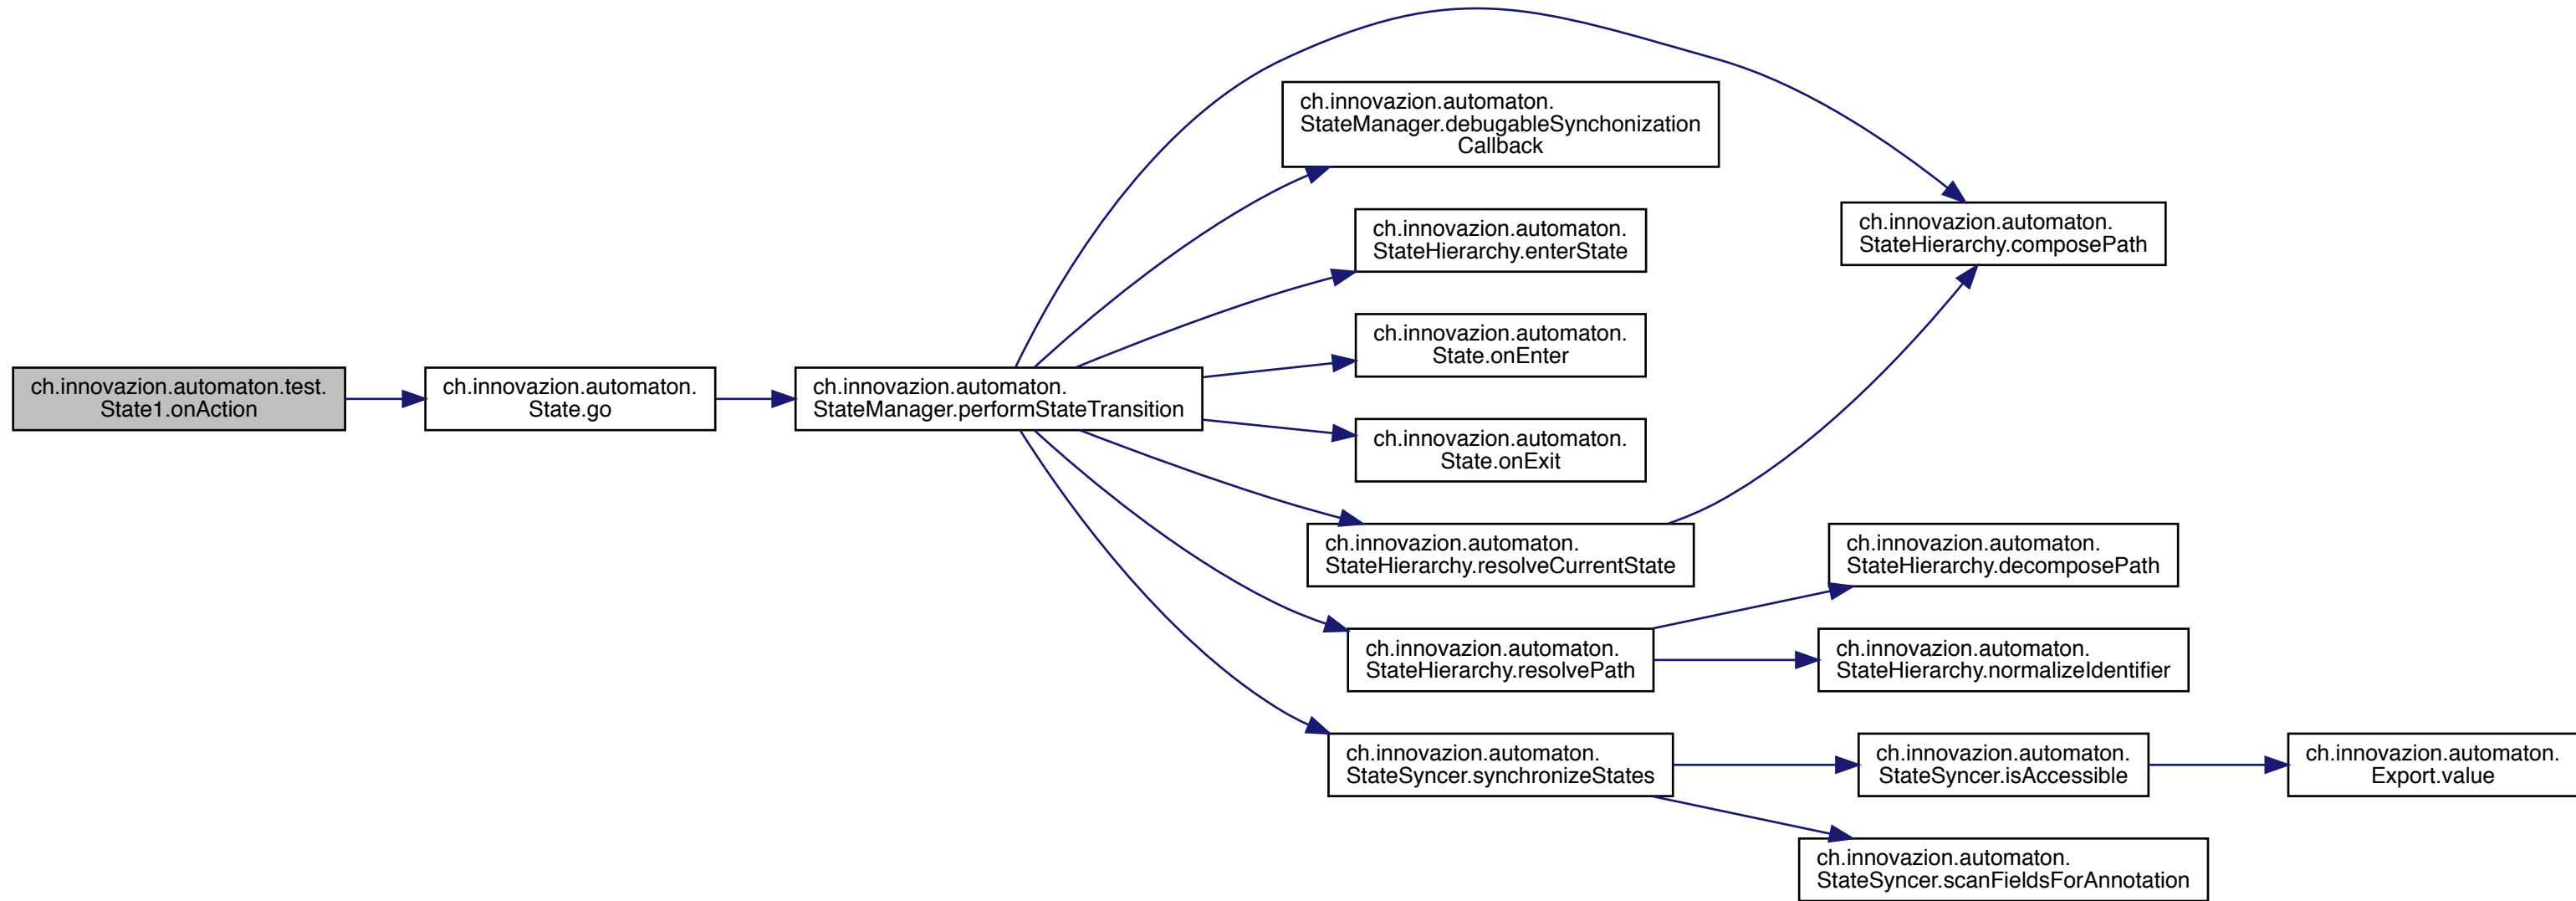 ch.innovazion.automaton.test.
State1.onAction
ch.innovazion.automaton.
State.go
ch.innovazion.automaton.
StateManager.performStateTransition
ch.innovazion.automaton.
StateManager.debugableSynchonization
Callback
ch.innovazion.automaton.
StateHierarchy.enterState
ch.innovazion.automaton.
State.onEnter
ch.innovazion.automaton.
State.onExit
ch.innovazion.automaton.
StateHierarchy.resolveCurrentState
ch.innovazion.automaton.
StateHierarchy.resolvePath
ch.innovazion.automaton.
StateSyncer.synchronizeStates
ch.innovazion.automaton.
StateHierarchy.composePath
ch.innovazion.automaton.
StateHierarchy.decomposePath
ch.innovazion.automaton.
StateHierarchy.normalizeIdentifier
ch.innovazion.automaton.
StateSyncer.isAccessible
ch.innovazion.automaton.
StateSyncer.scanFieldsForAnnotation
ch.innovazion.automaton.
Export.value